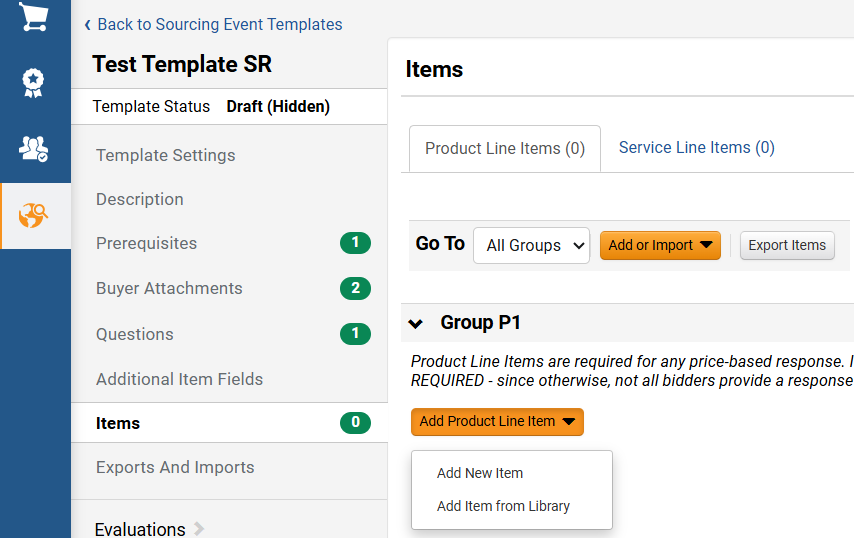 ‹ Back to Sourcing Event Templates
Test Template SR
Template Status Draft (Hidden)
Template Settings
Description
Prerequisites 1
Buyer Attachments 2
Questions 1
Additional Item Fields
Items 0
Exports And Imports
Evaluations
Items
Product Line Items (0) Service Line Items (0)
Go To All Groups Add or Import Export Items
Group P1
Product Line Items are required for any price-based response.
REQUIRED - since otherwise, not all bidders provide a response
Add Product Line Item
Add New Item
Add Item from Library